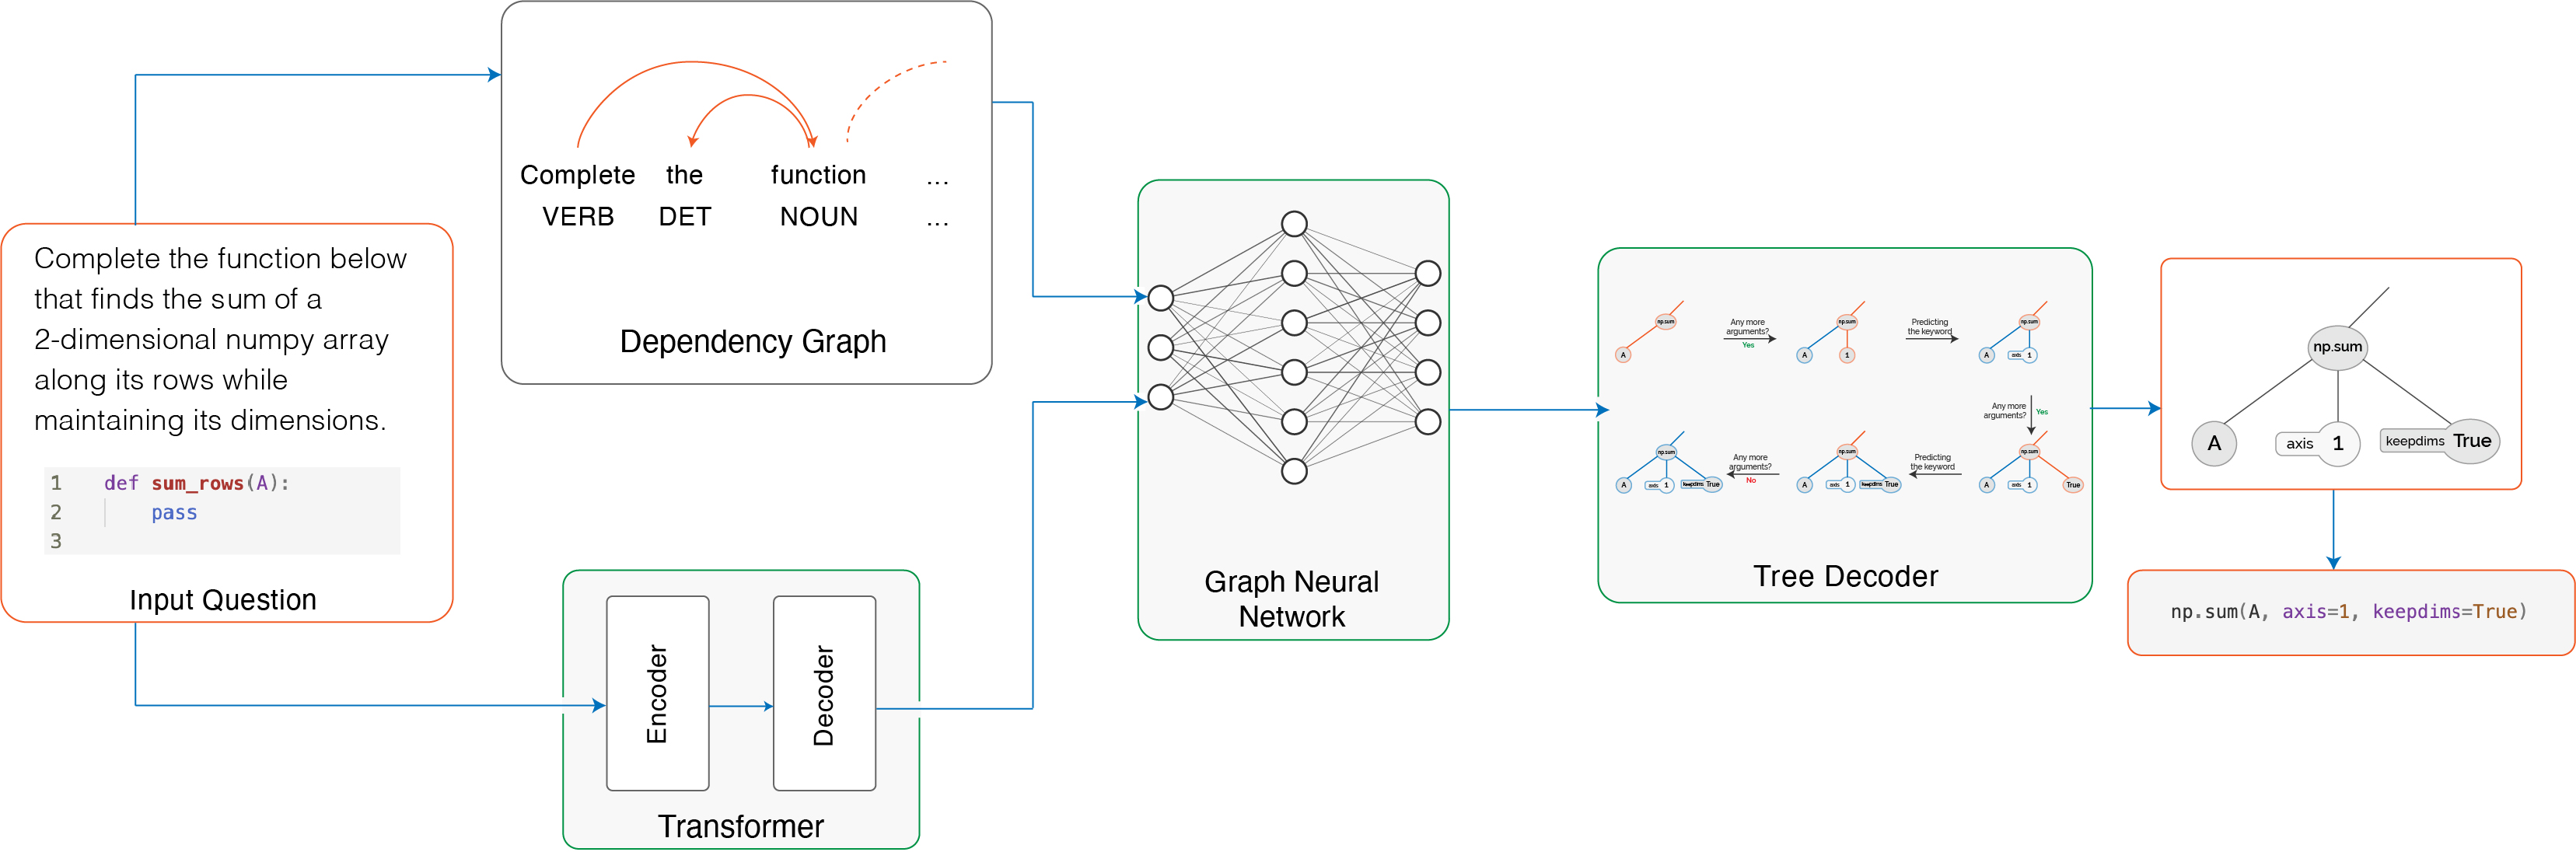 Complete the function below
that finds the sum of a
2-dimensional numpy array
along its rows while
maintaining its dimensions.
1 def sum_rows(A):
2 pass
3
Input Question
Complete the function ...
VERB DET NOUN ...
Dependency Graph
Encoder
Decoder
Transformer
Graph Neural
Network
np.sum
A
Any more
arguments?
Yes
np.sum
A 1
Predicting
the keyword
np.sum
A axis 1
Any more
arguments?
Yes
np.sum
A axis 1 True
Predicting
the keyword
np.sum
A axis 1 keepdims True
Any more
arguments?
No
np.sum
A axis 1 keepdims True
Tree Decoder
np.sum
A axis 1 keepdims True
np.sum(A, axis=1, keepdims=True)